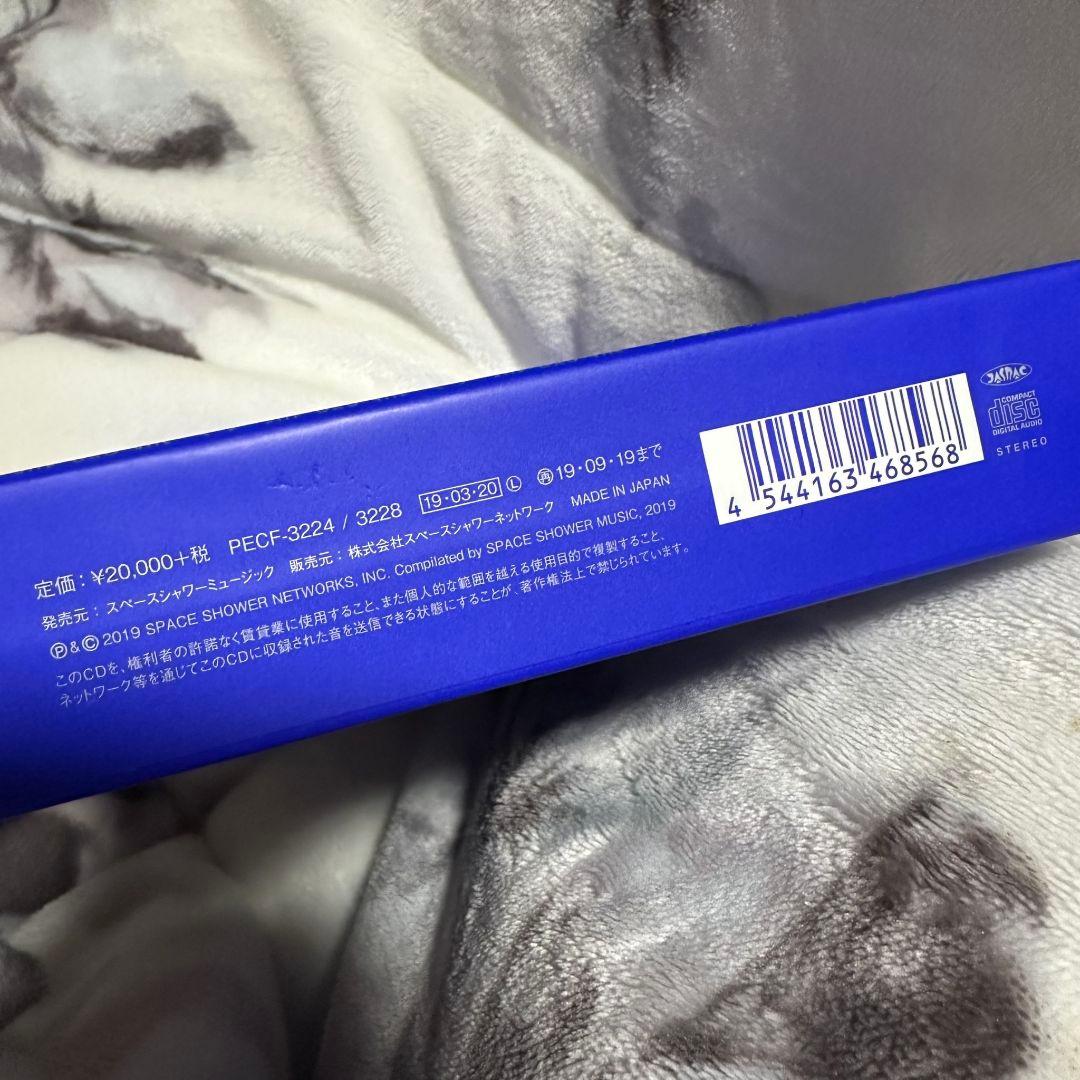 定価：¥20,000＋税 PECF-3224 / 3228 19・03・20 Ⓛ ㊢19・09・19まで
発売元：スペースシャワーミュージック 販売元：株式会社スペースシャワーネットワーク MADE IN JAPAN
Ⓟ&Ⓒ2019 SPACE SHOWER NETWORKS, INC. Compilated by SPACE SHOWER MUSIC, 2019
このCDを、権利者の許諾なく賃貸業に使用すること、また個人的な範囲を越える使用目的で複製すること、
ネットワーク等を通じてこのCDに収録された音を送信できる状態にすることが、著作権法上で禁じられています。
4 544163 468568
JASRAC
COMPACT
disc
DIGITAL AUDIO
STEREO